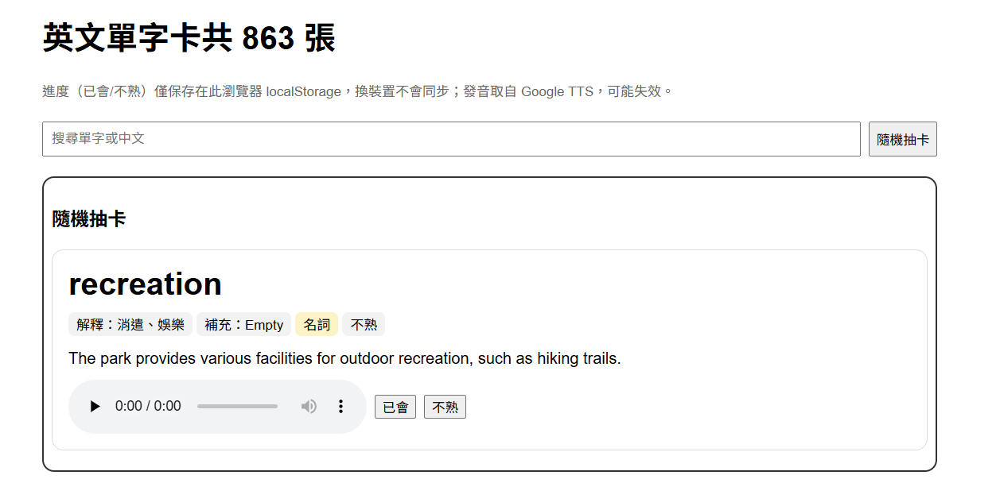 英文單字卡共 863 張
進度（已會/不熟）僅保存在此瀏覽器 localStorage，換裝置不會同步；發音取自 Google TTS，可能失效。
搜尋單字或中文
隨機抽卡
隨機抽卡
recreation
解釋：消遣、娛樂 補充：Empty 名詞 不熟
The park provides various facilities for outdoor recreation, such as hiking trails.
0:00 / 0:00 已會 不熟